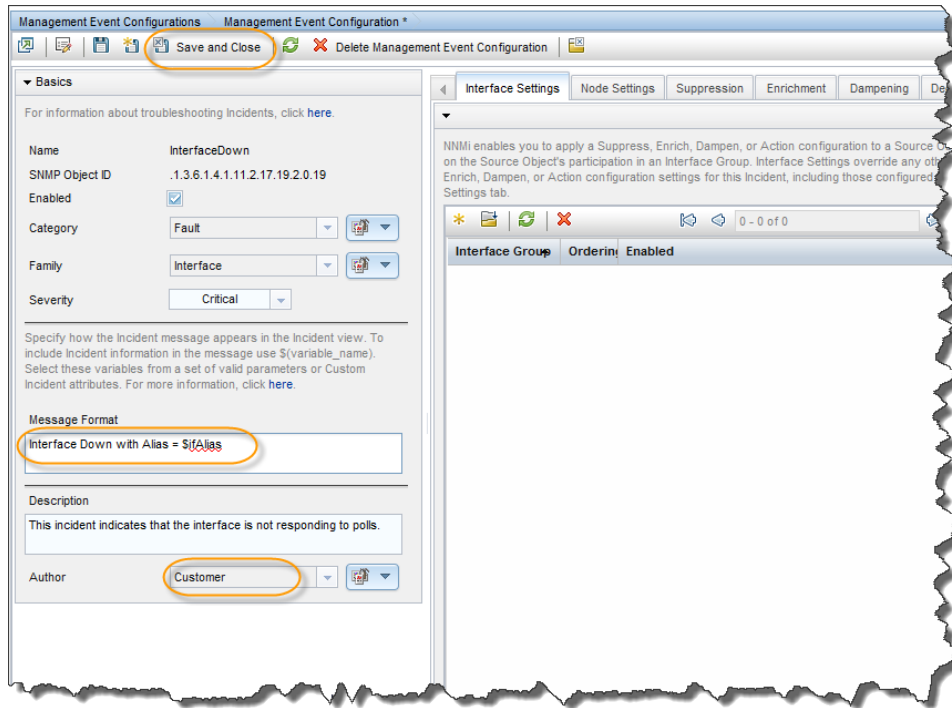 Management Event Configurations Management Event Configuration *
Save and Close Delete Management Event Configuration
Basics
For information about troubleshooting Incidents, click here.
Name InterfaceDown
SNMP Object ID .1.3.6.1.4.1.11.2.17.19.2.0.19
Enabled
Category Fault
Family Interface
Severity Critical
Specify how the Incident message appears in the Incident view. To
include Incident information in the message use $(variable_name).
Select these variables from a set of valid parameters or Custom
Incident attributes. For more information, click here.
Message Format
Interface Down with Alias = $ifAlias
Description
This incident indicates that the interface is not responding to polls.
Author Customer
Interface Settings Node Settings Suppression Enrichment Dampening De
NNMi enables you to apply a Suppress, Enrich, Dampen, or Action configuration to a Source
on the Source Object's participation in an Interface Group. Interface Settings override any
Enrich, Dampen, or Action configuration settings for this Incident, including those configured
Settings tab.
0 - 0 of 0
Interface Group Ordering Enabled